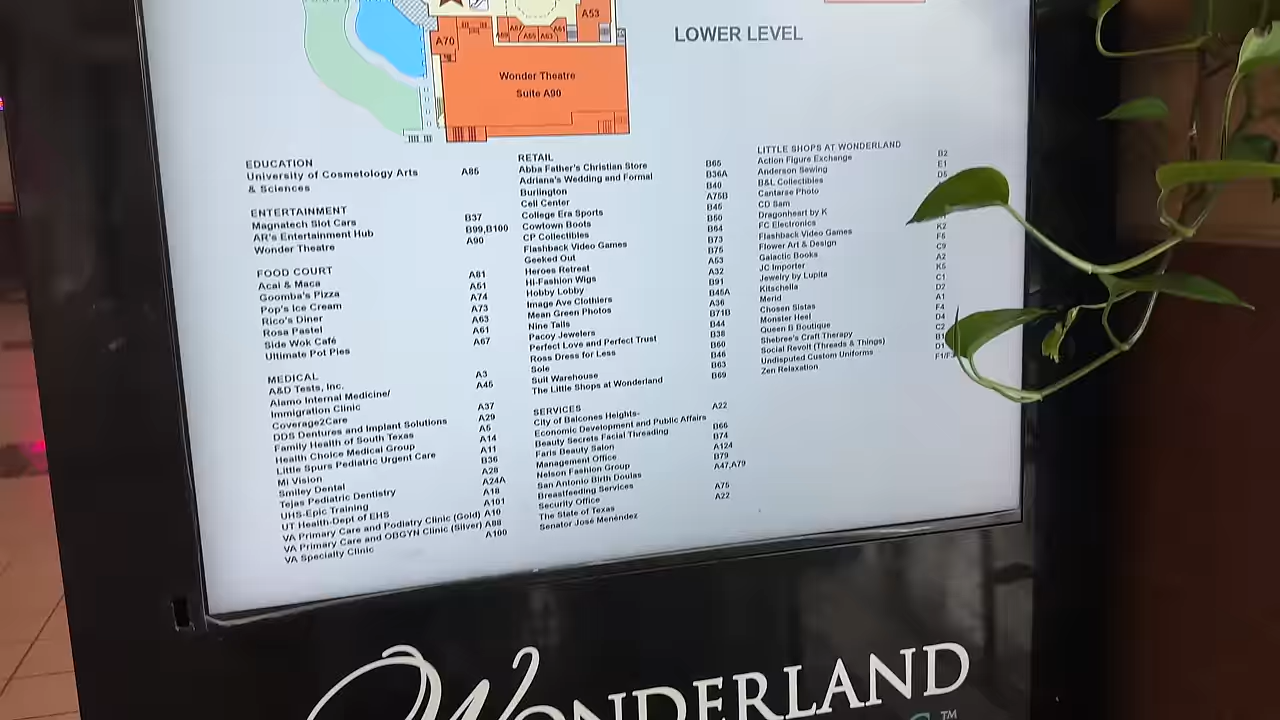 A53
A70
A61
LOWER LEVEL
Wonder Theatre
Suite A90
EDUCATION
University of Cosmetology Arts A85
& Sciences
ENTERTAINMENT
Magnatech Slot Cars B37
AR's Entertainment Hub B99,B100
Wonder Theatre A90
FOOD COURT
Acai & Maca A81
Goomba's Pizza A51
Pop's Ice Cream A74
Rico's Diner A73
Rosa Pastel A63
Side Wok Café A61
Ultimate Pot Pies A67
MEDICAL
A&D Tests, Inc. A3
Alamo Internal Medicine/ A45
Immigration Clinic
Coverage2Care A37
DDS Dentures and Implant Solutions A29
Family Health of South Texas A5
Health Choice Medical Group A14
Little Spurs Pediatric Urgent Care A11
Mi Vision B36
Smiley Dental A28
Tejas Pediatric Dentistry A24A
UHS-Epic Training A18
UT Health-Dept of EHS A101
VA Primary Care and Podiatry Clinic (Gold) A10
VA Primary Care and OBGYN Clinic (Silver) A88
VA Specialty Clinic A100
RETAIL
Abba Father's Christian Store B65
Adriana's Wedding and Formal B36A
Burlington B40
Cell Center A75B
College Era Sports B45
Cowtown Boots B50
CP Collectibles B64
Flashback Video Games B73
Geeked Out B75
Heroes Retreat A53
Hi-Fashion Wigs A32
Hobby Lobby B91
Image Ave Clothiers B45A
Mean Green Photos A36
Nine Tails B71B
Pacoy Jewelers B44
Perfect Love and Perfect Trust B38
Ross Dress for Less B60
Sole B46
Suit Warehouse B63
The Little Shops at Wonderland B69
SERVICES
City of Balcones Heights- A22
Economic Development and Public Affairs
Beauty Secrets Facial Threading B66
Faris Beauty Salon B74
Management Office A124
Nelson Fashion Group B79
San Antonio Birth Doulas A47,A79
Breastfeeding Services
Security Office A75
The State of Texas A22
Senator José Menéndez
LITTLE SHOPS AT WONDERLAND
Action Figure Exchange B2
Anderson Sewing E1
B&L Collectibles D5
Cantarse Photo
CD Sam
Dragonheart by K
FC Electronics K2
Flashback Video Games F5
Flower Art & Design C9
Galactic Books A2
JC Importer K5
Jewelry by Lupita C1
Kitschella D2
Merid A1
Chosen Sistas F4
Monster Heel D4
Queen B Boutique C2
Shebree's Craft Therapy
Social Revolt (Threads & Things)
Undisputed Custom Uniforms
Zen Relaxation
WONDERLAND
TM